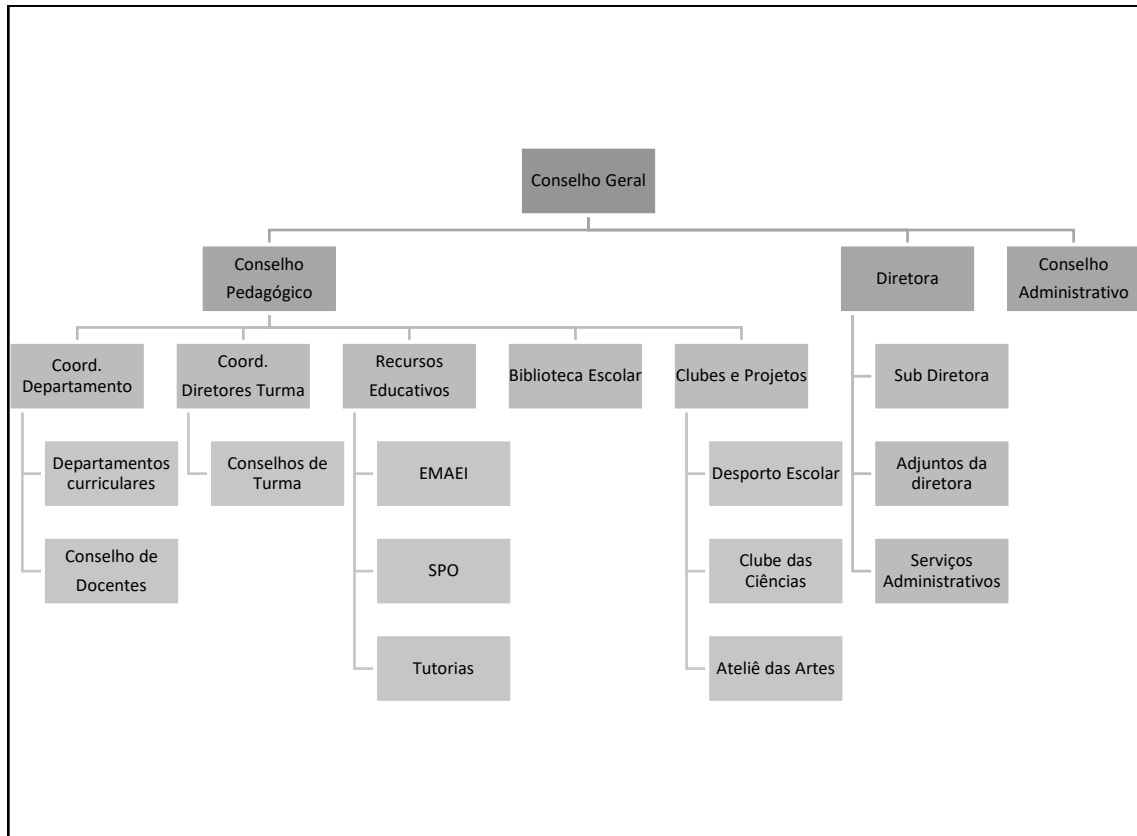 Conselho Geral
Conselho
Pedagógico
Diretora
Conselho
Administrativo
Coord.
Departamento
Coord.
Diretores Turma
Recursos
Educativos
Biblioteca Escolar
Clubes e Projetos
Sub Diretora
Departamentos
curriculares
Conselhos de
Turma
EMAEI
Desporto Escolar
Adjuntos da
diretora
Conselho de
Docentes
SPO
Clube das
Ciências
Serviços
Administrativos
Tutorias
Ateliê das Artes